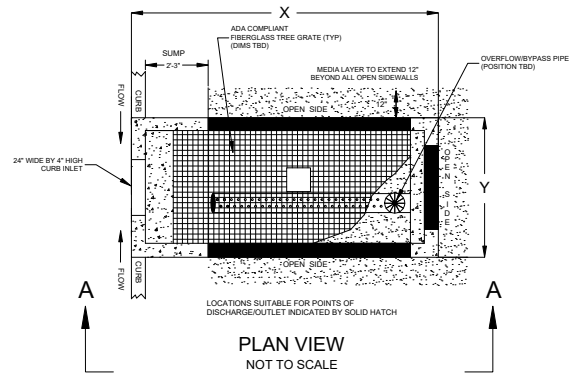 X
ADA COMPLIANT
FIBERGLASS TREE GRATE (TYP)
(DIMS TBD)
SUMP
2'-3"
MEDIA LAYER TO EXTEND 12"
BEYOND ALL OPEN SIDEWALLS
OVERFLOW/BYPASS PIPE
(POSITION TBD)
FLOW
CURB
OPEN SIDE
12"
24" WIDE BY 4" HIGH
CURB INLET
OPEN SIDE
Y
OPEN SIDE
FLOW
CURB
A
A
LOCATIONS SUITABLE FOR POINTS OF
DISCHARGE/OUTLET INDICATED BY SOLID HATCH
PLAN VIEW
NOT TO SCALE